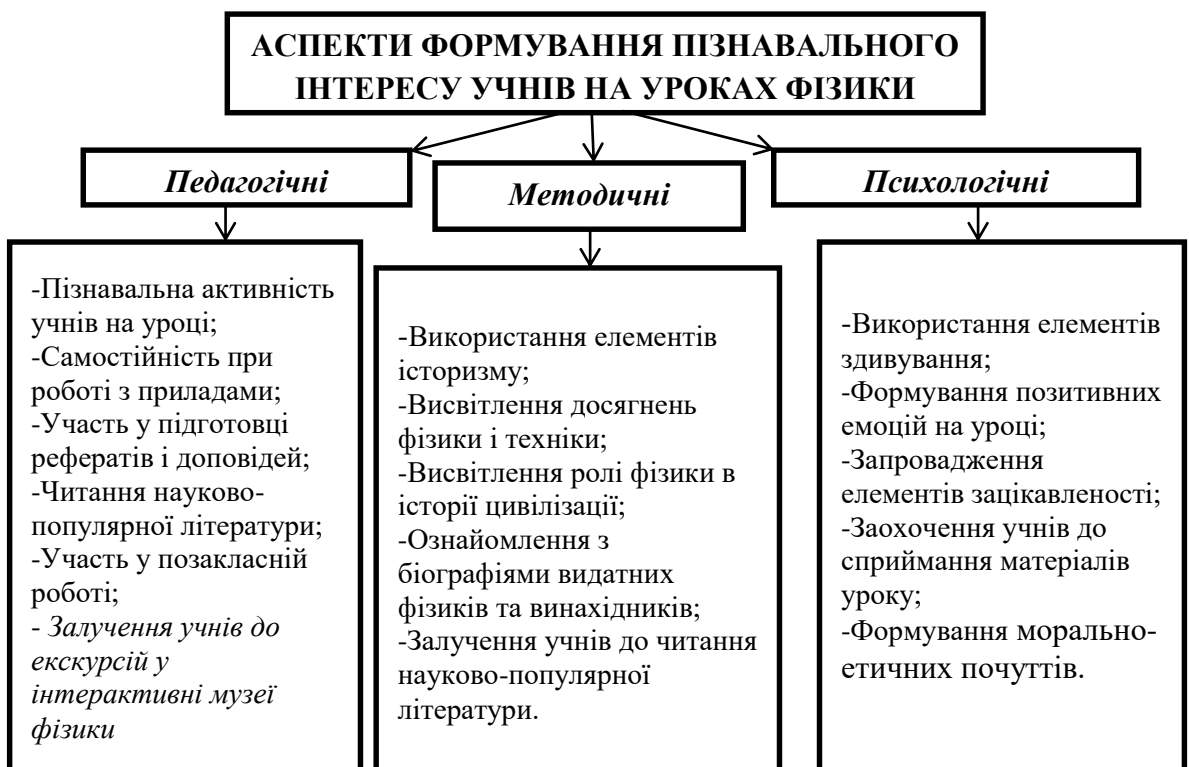 АСПЕКТИ ФОРМУВАННЯ ПІЗНАВАЛЬНОГО
ІНТЕРЕСУ УЧНІВ НА УРОКАХ ФІЗИКИ
Педагогічні
Методичні
Психологічні
-Пізнавальна активність
учнів на уроці;
-Самостійність при
роботі з приладами;
-Участь у підготовці
рефератів і доповідей;
-Читання науково-
популярної літератури;
-Участь у позакласній
роботі;
- Залучення учнів до
екскурсій у
інтерактивні музеї
фізики
-Використання елементів
історизму;
-Висвітлення досягнень
фізики і техніки;
-Висвітлення ролі фізики в
історії цивілізації;
-Ознайомлення з
біографіями видатних
фізиків та винахідників;
-Залучення учнів до читання
науково-популярної
літератури.
-Використання елементів
здивування;
-Формування позитивних
емоцій на уроці;
-Запровадження
елементів зацікавленості;
-Заохочення учнів до
сприймання матеріалів
уроку;
-Формування морально-
етичних почуттів.